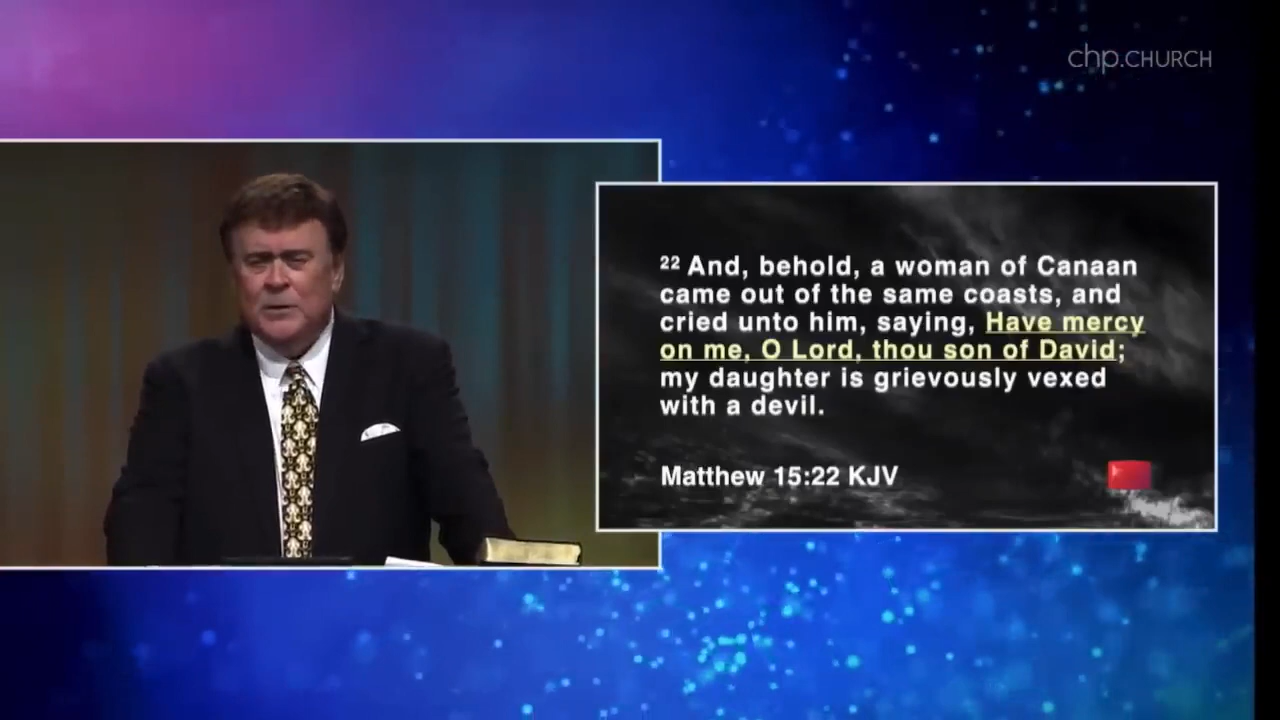 chp.CHURCH
22 And, behold, a woman of Canaan
came out of the same coasts, and
cried unto him, saying, Have mercy
on me, O Lord, thou son of David;
my daughter is grievously vexed
with a devil.
Matthew 15:22 KJV